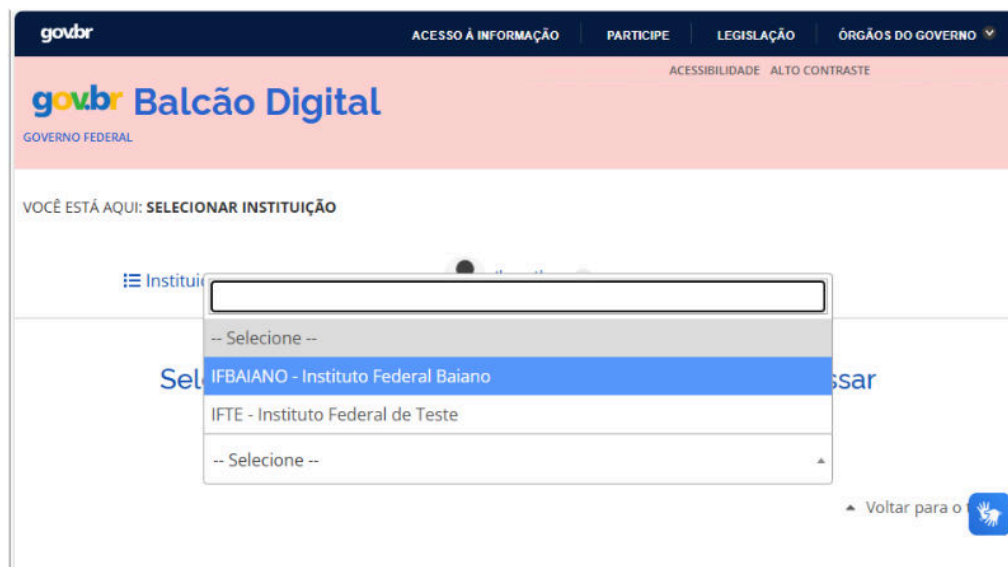 gov.br ACESSO À INFORMAÇÃO PARTICIPE LEGISLAÇÃO ÓRGÃOS DO GOVERNO
ACESSIBILIDADE ALTO CONTRASTE
gov.br Balcão Digital
GOVERNO FEDERAL
VOCÊ ESTÁ AQUI: SELECIONAR INSTITUIÇÃO
-- Selecione --
IFBAIANO - Instituto Federal Baiano
IFTE - Instituto Federal de Teste
-- Selecione --
Voltar para o